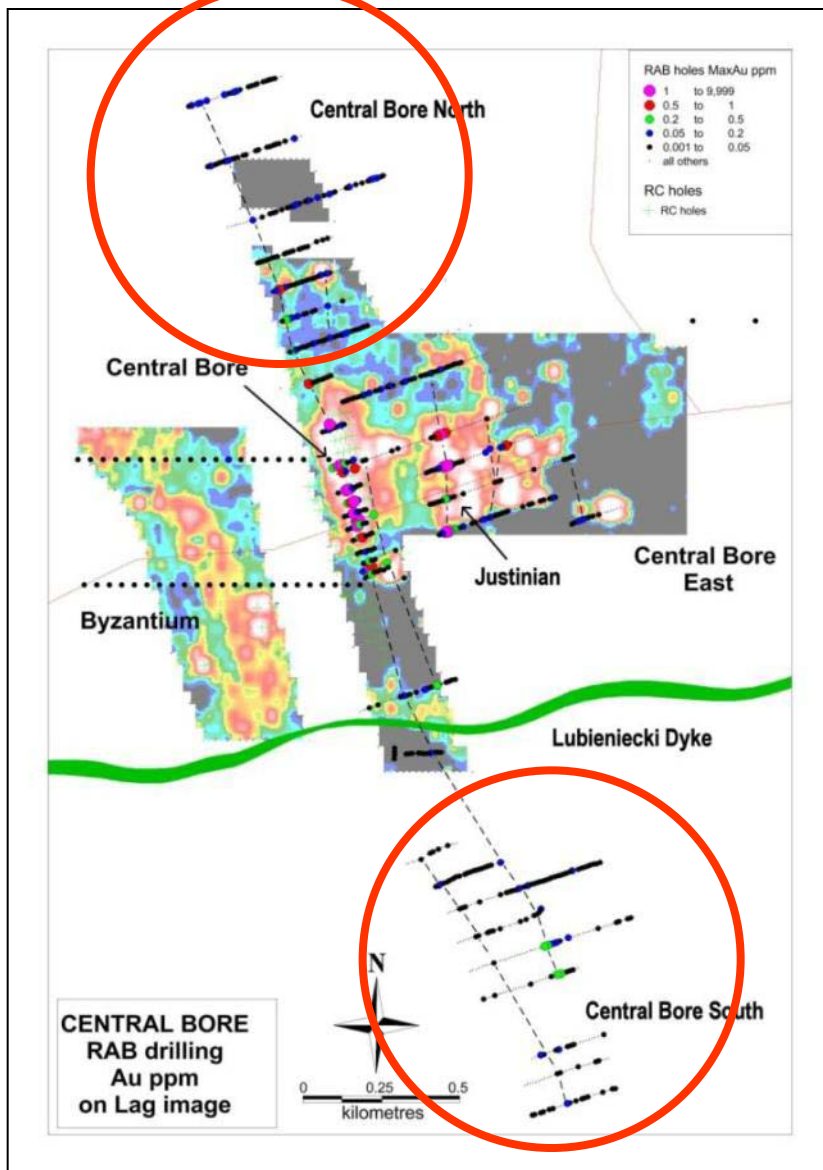 RAB holes MaxAu ppm
1 to 9,999
0.5 to 1
0.2 to 0.5
0.05 to 0.2
0.001 to 0.05
all others
RC holes
RC holes
Central Bore North
Central Bore
Justinian
Central Bore
East
Byzantium
Lubieniecki Dyke
Central Bore South
N
CENTRAL BORE
RAB drilling
Au ppm
on Lag image
0 0.25 0.5
kilometres